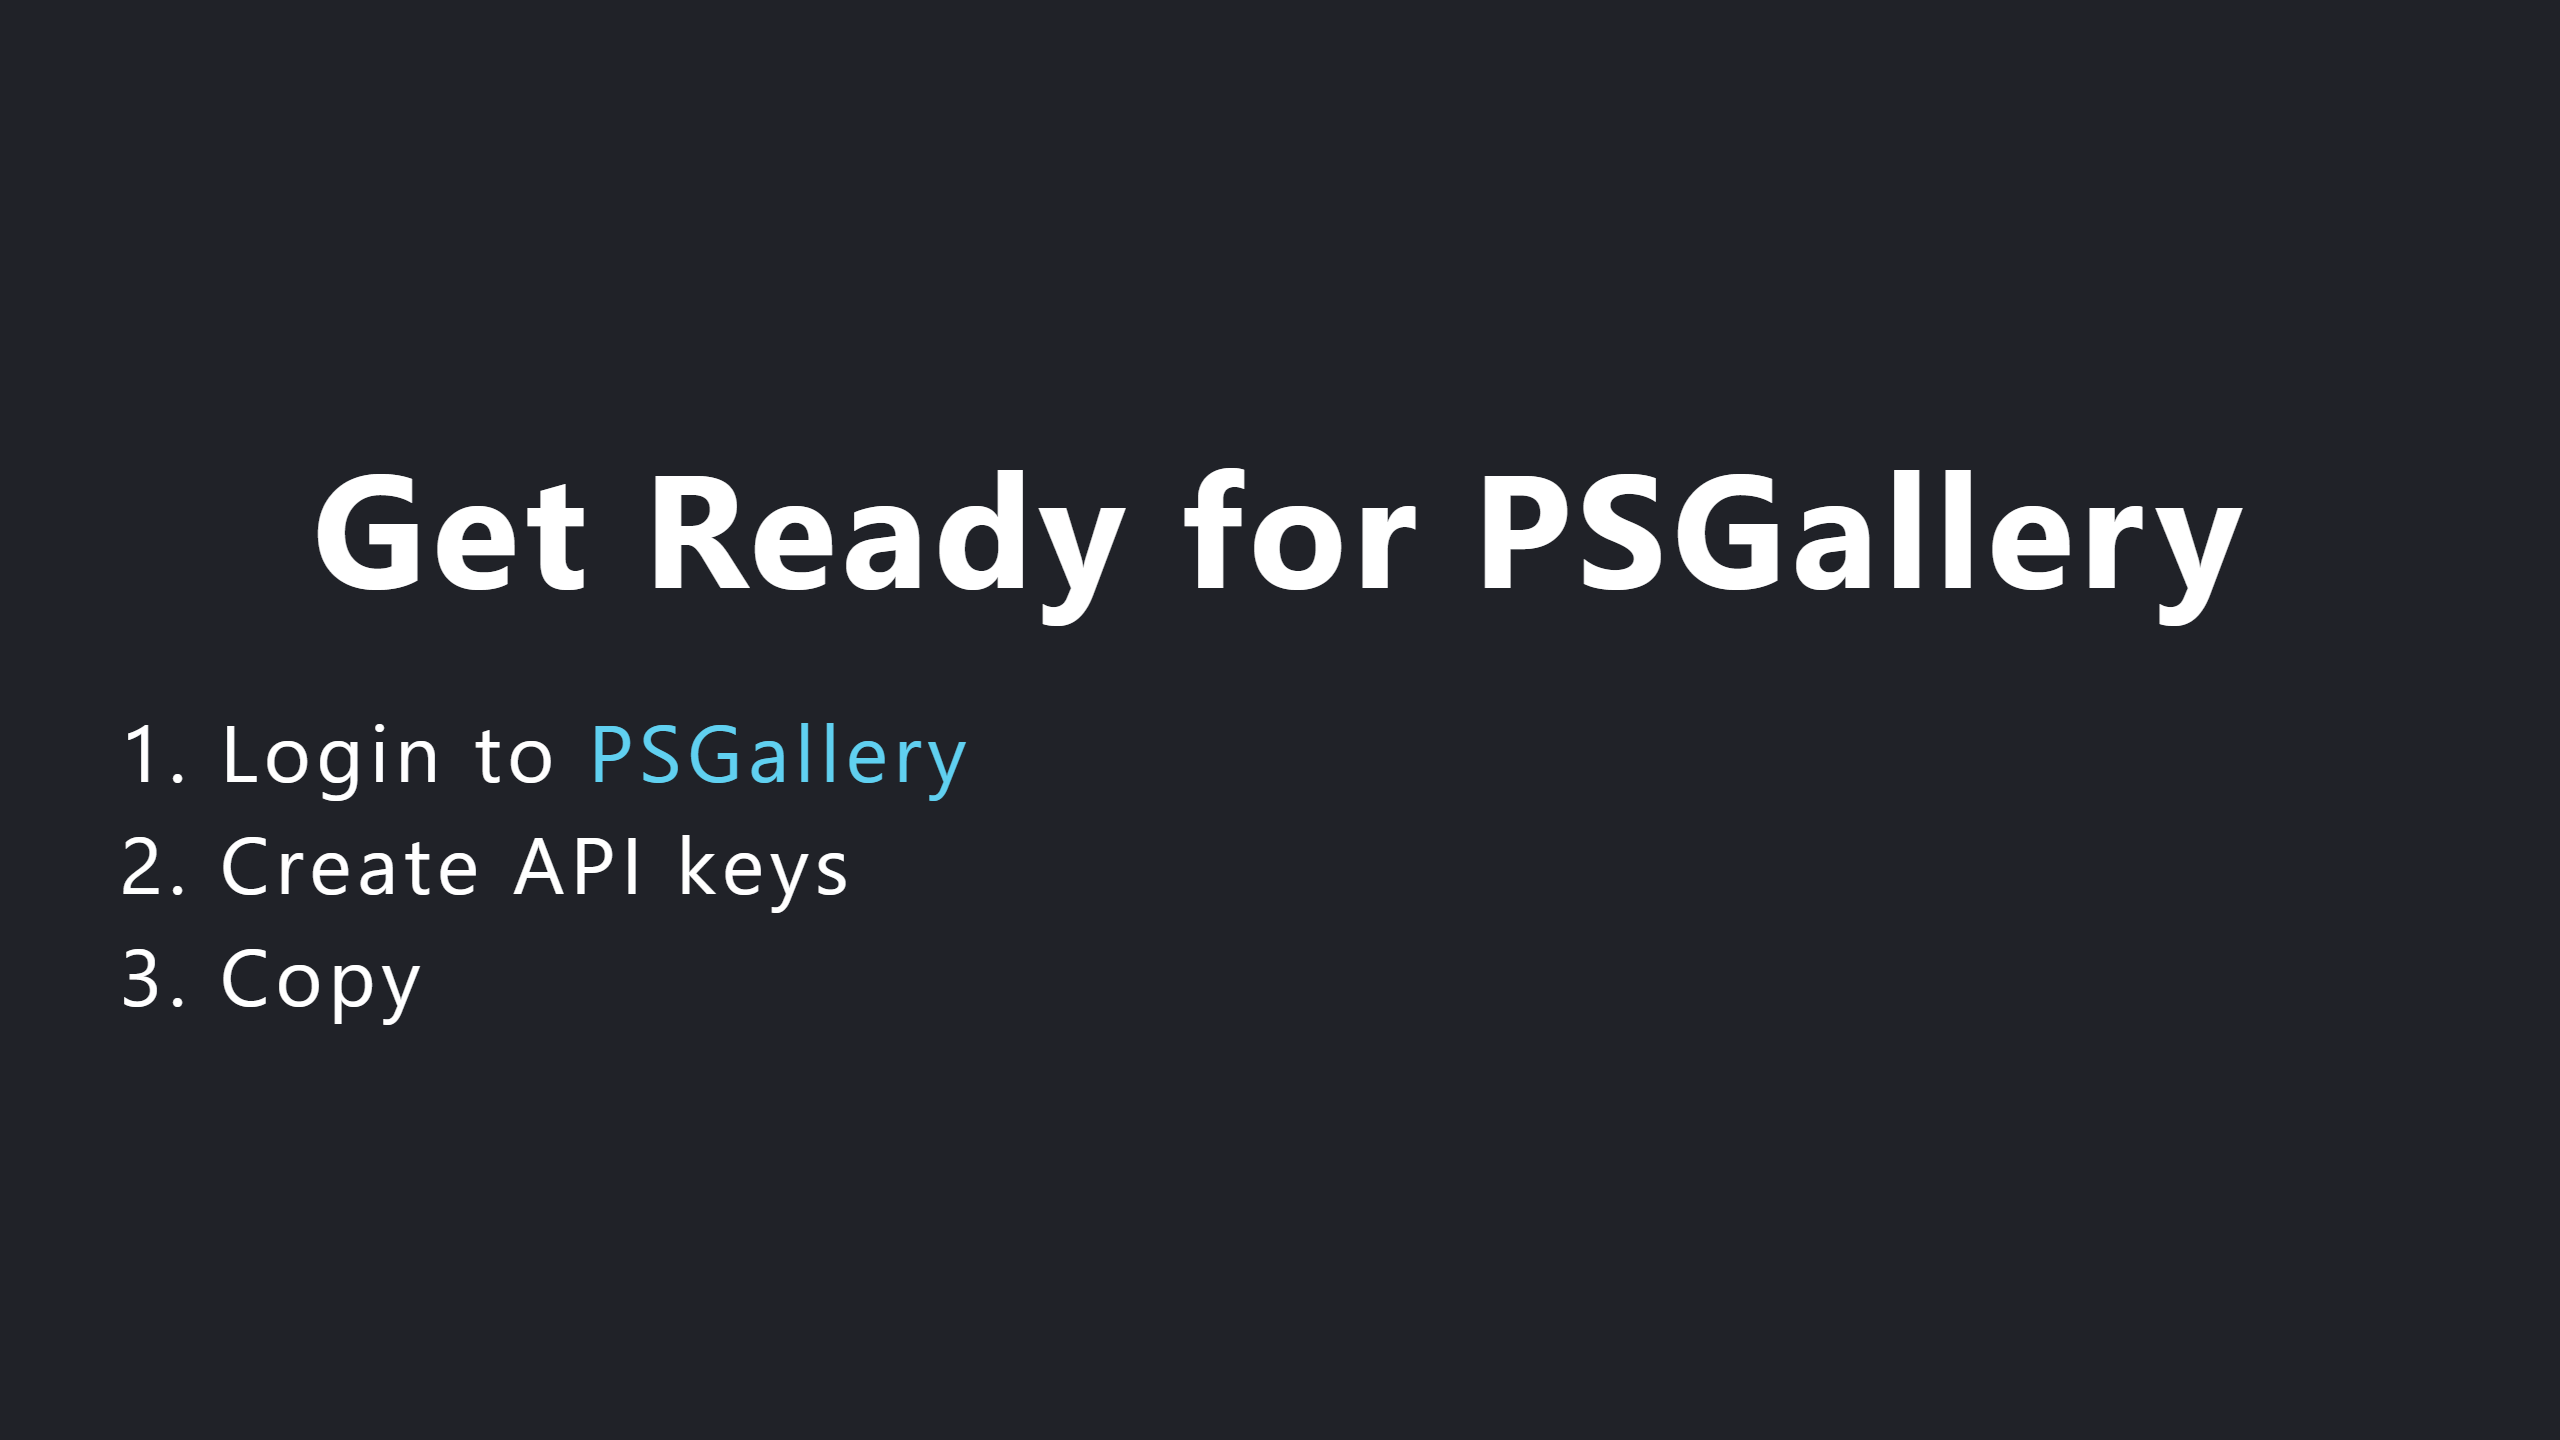 Get Ready for PSGallery
1. Login to PSGallery
2. Create API keys
3. Copy